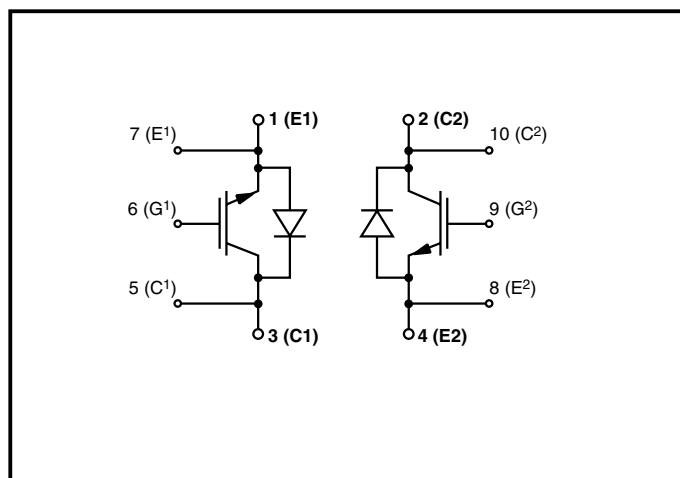 1 (E1)
2 (C2)
7 (E¹)
10 (C²)
6 (G¹)
9 (G²)
5 (C¹)
8 (E²)
3 (C1)
4 (E2)